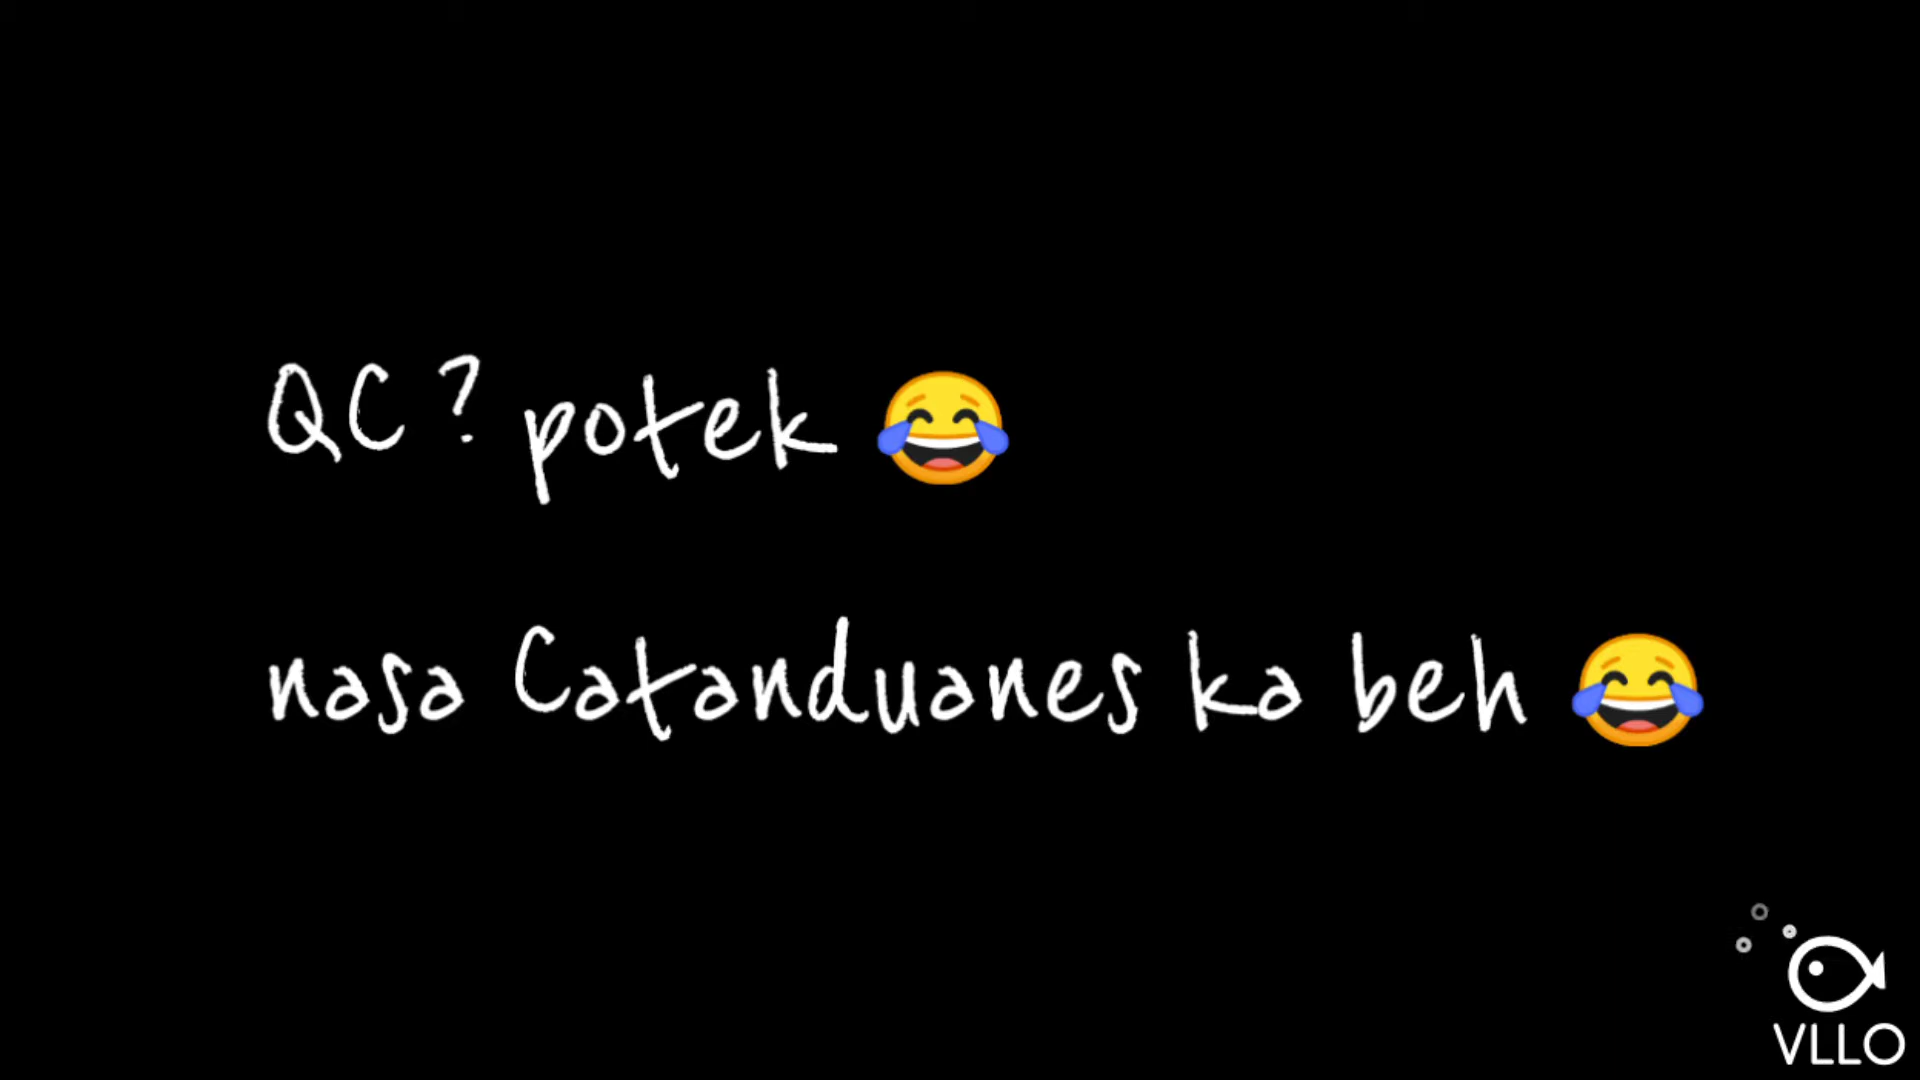 QC ? potek 😂
nasa Catanduanes ka beh 😂
VLLO